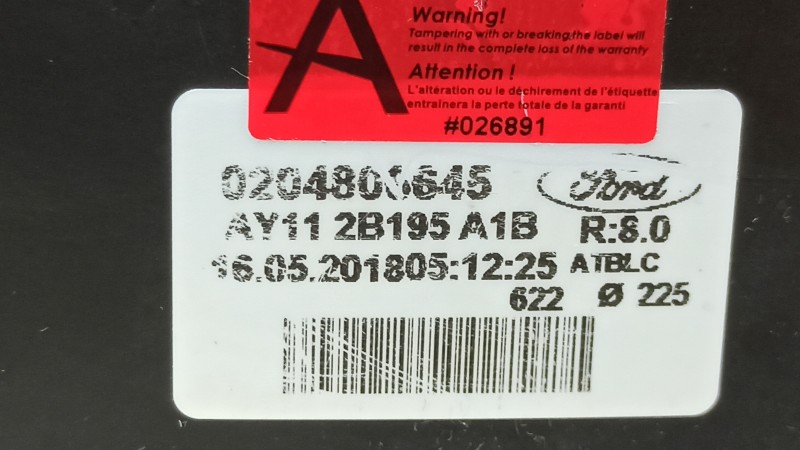 A
Warning!
Tampering with or breaking the label will
result in the complete loss of the warranty
Attention !
L'altération ou le déchirement de l'étiquette
entraînera la perte totale de la garanti
#026891
Ford
AY11 2B195 A1B R:8.0
16.05.201805:12:25 ATBLC
622 Ø 225